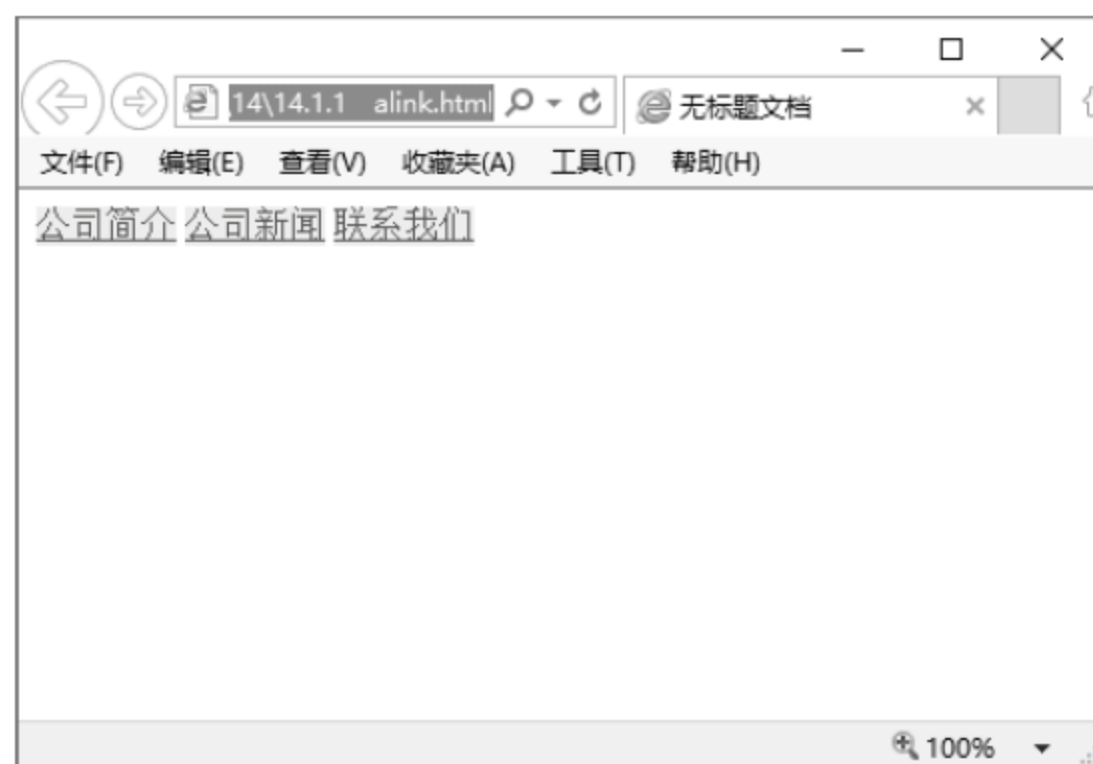 14\14.1.1 alink.html 无标题文档
文件(F) 编辑(E) 查看(V) 收藏夹(A) 工具(T) 帮助(H)
公司简介 公司新闻 联系我们
100%